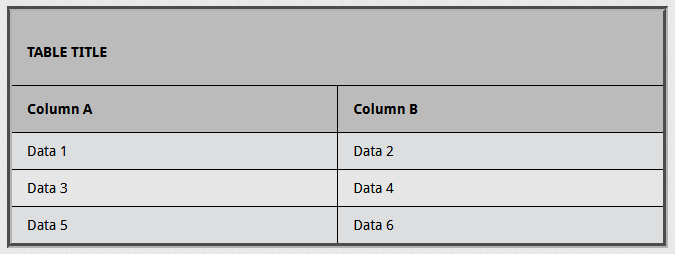 TABLE TITLE
Column A Column B
Data 1 Data 2
Data 3 Data 4
Data 5 Data 6